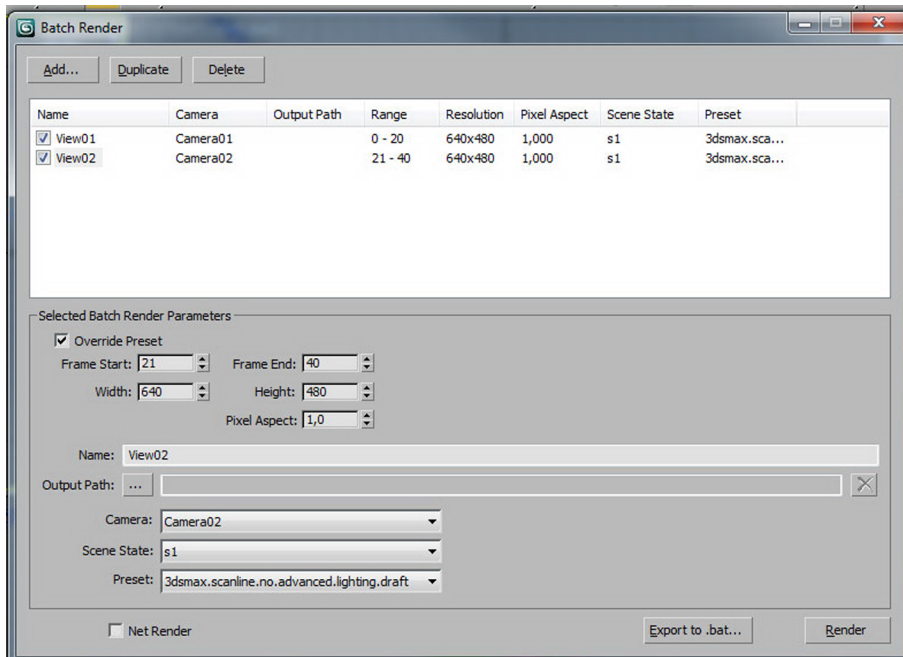 Batch Render
Add... Duplicate Delete
Name Camera Output Path Range Resolution Pixel Aspect Scene State Preset
View01 Camera01 0 - 20 640x480 1,000 s1 3dsmax.sca...
View02 Camera02 21 - 40 640x480 1,000 s1 3dsmax.sca...
Selected Batch Render Parameters
Override Preset
Frame Start: 21 Frame End: 40
Width: 640 Height: 480
Pixel Aspect: 1,0
Name: View02
Output Path: ...
Camera: Camera02
Scene State: s1
Preset: 3dsmax.scanline.no.advanced.lighting.draft
Net Render Export to .bat... Render